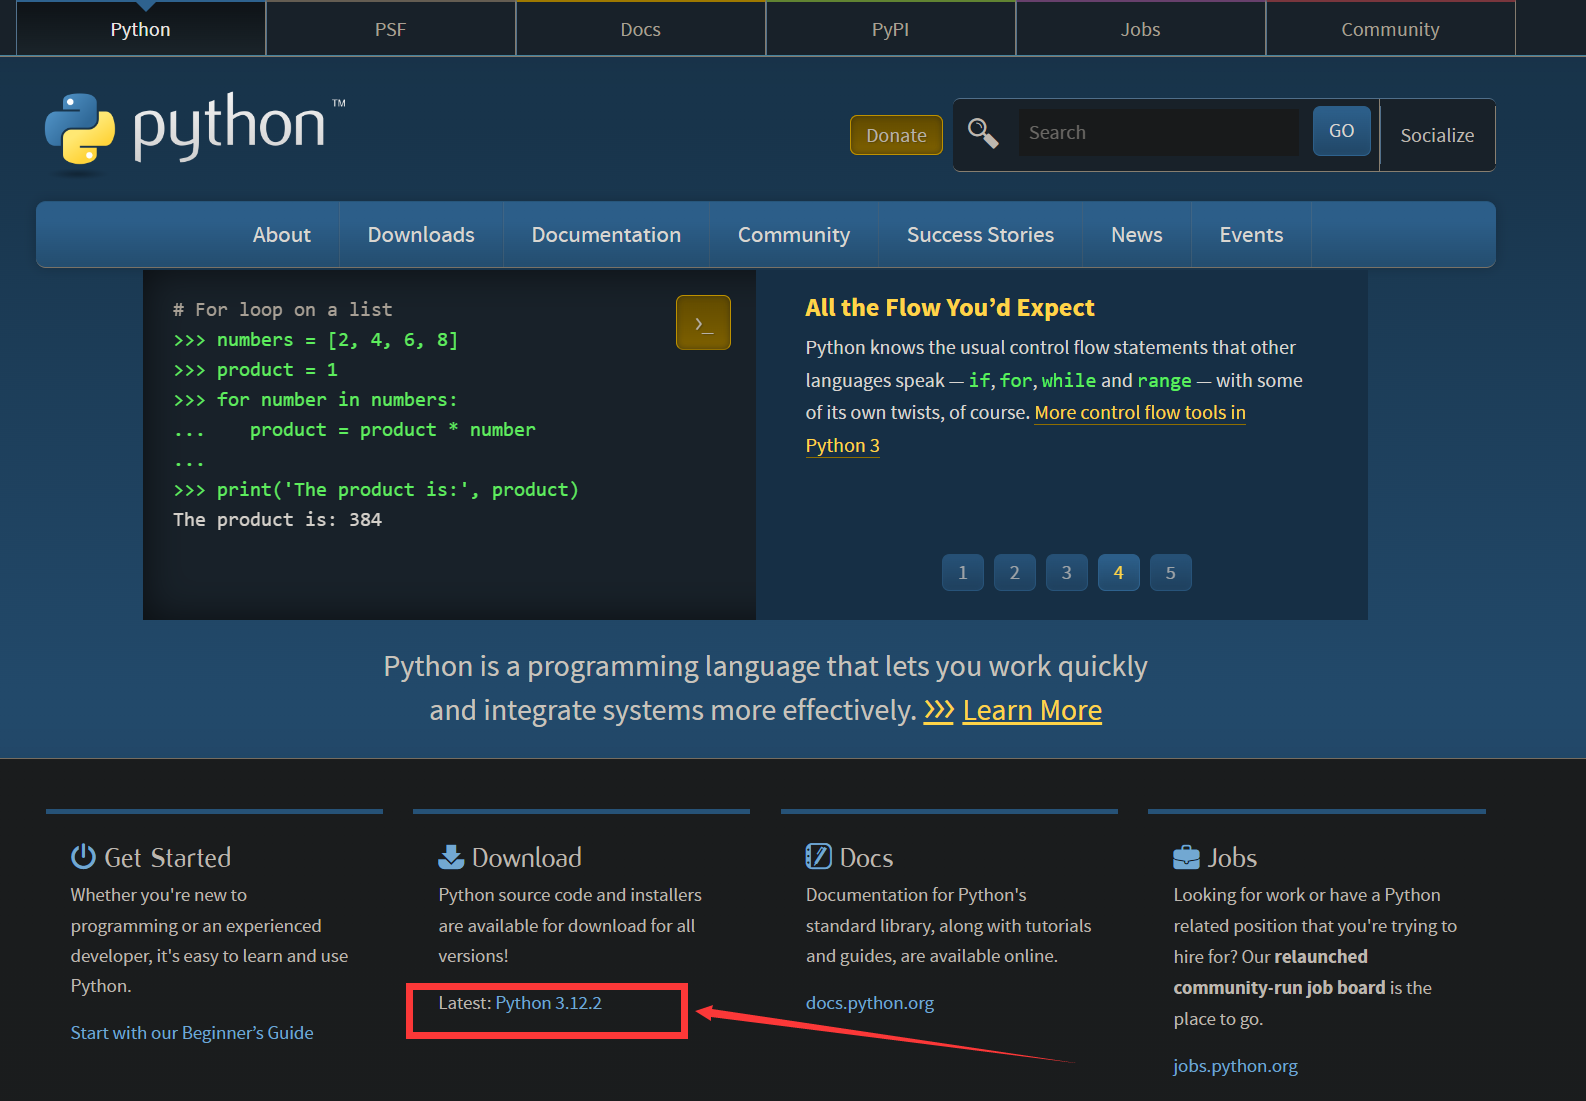 Python
PSF
Docs
PyPI
Jobs
Community
python™
Donate
Search
GO
Socialize
About
Downloads
Documentation
Community
Success Stories
News
Events
# For loop on a list
>>> numbers = [2, 4, 6, 8]
>>> product = 1
>>> for number in numbers:
...    product = product * number
...
>>> print('The product is:', product)
The product is: 384
>_
All the Flow You’d Expect
Python knows the usual control flow statements that other
languages speak — if, for, while and range — with some
of its own twists, of course. More control flow tools in
Python 3
1
2
3
4
5
Python is a programming language that lets you work quickly
and integrate systems more effectively. >>> Learn More
Get Started
Whether you're new to
programming or an experienced
developer, it's easy to learn and use
Python.
Start with our Beginner’s Guide
Download
Python source code and installers
are available for download for all
versions!
Latest: Python 3.12.2
Docs
Documentation for Python's
standard library, along with tutorials
and guides, are available online.
docs.python.org
Jobs
Looking for work or have a Python
related position that you're trying to
hire for? Our relaunched
community-run job board is the
place to go.
jobs.python.org